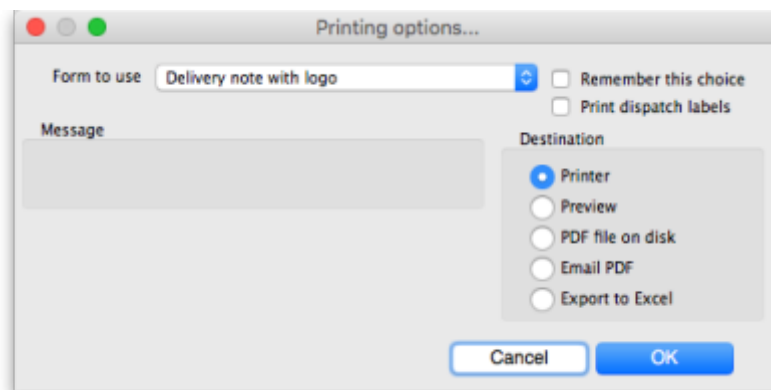 Printing options...
Form to use Delivery note with logo Remember this choice
Print dispatch labels
Message
Destination
Printer
Preview
PDF file on disk
Email PDF
Export to Excel
Cancel OK